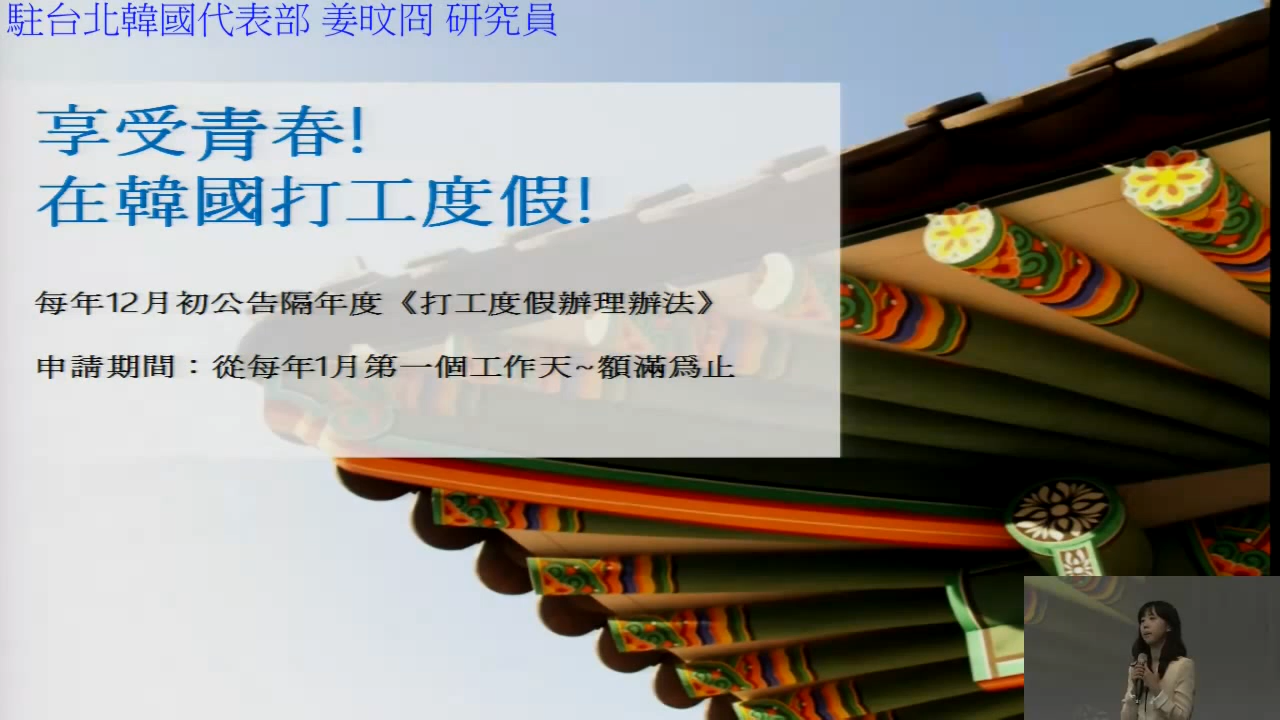 駐台北韓國代表部 姜旼冏 研究員
享受青春!
在韓國打工度假!
每年12月初公告隔年度《打工度假辦理辦法》
申請期間：從每年1月第一個工作天~額滿爲止